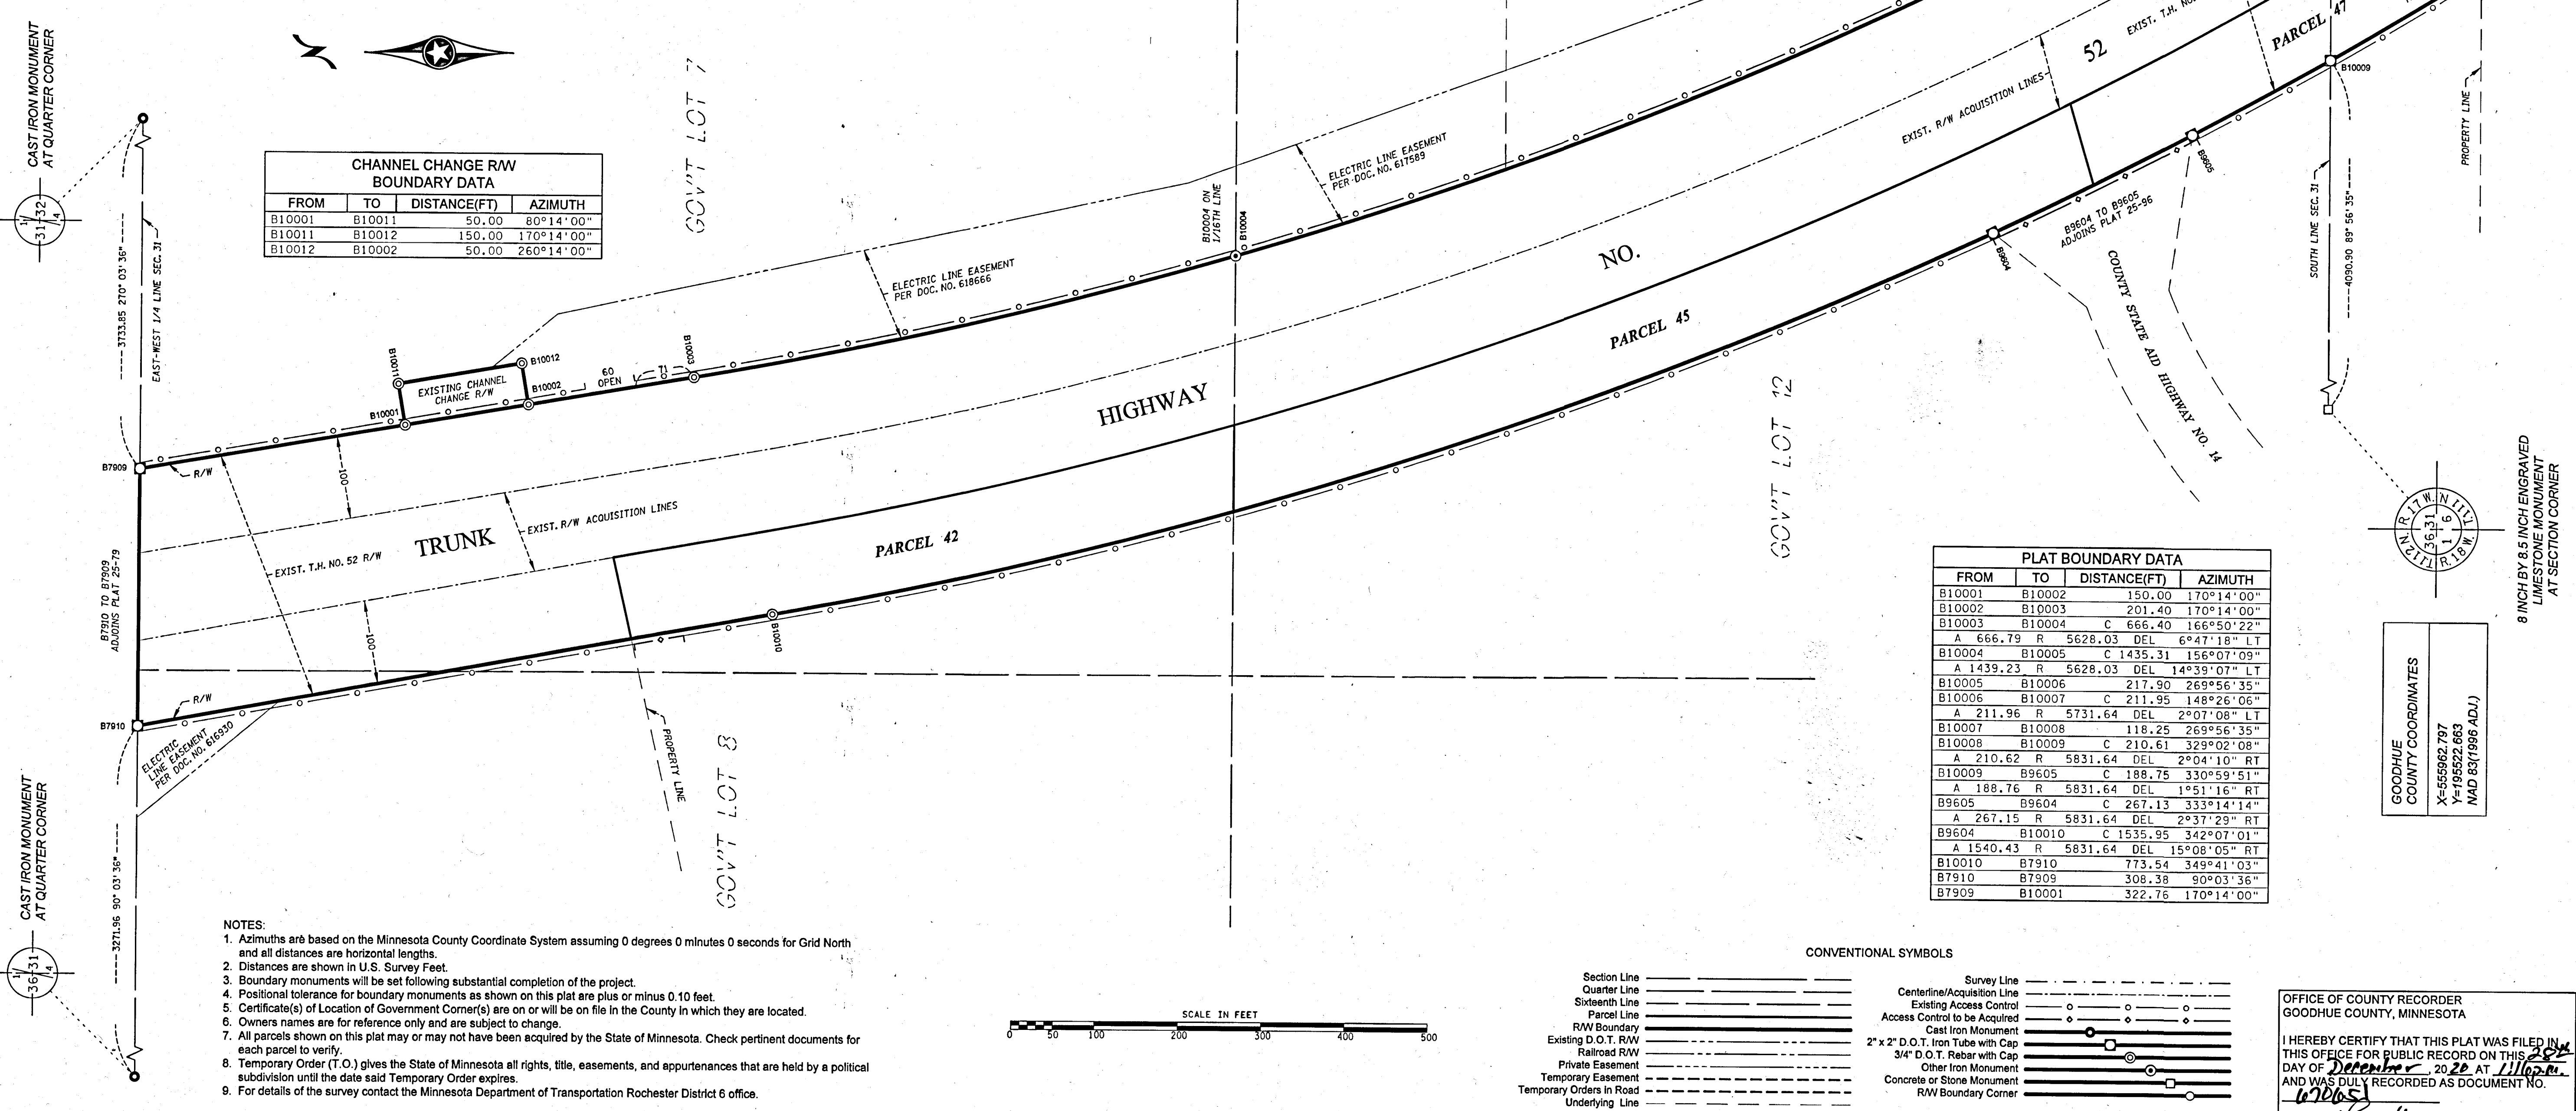 CAST IRON MONUMENT
AT QUARTER CORNER
1/4
31 32
3733.85 270° 03' 36"
EAST-WEST 1/4 LINE SEC.31
CHANNEL CHANGE R/W
BOUNDARY DATA
FROM TO DISTANCE(FT) AZIMUTH
B10001 B10011 50.00 80°14'00"
B10011 B10012 150.00 170°14'00"
B10012 B10002 50.00 260°14'00"
GOV'T LOT 7
B10004 ON
1/16TH LINE
B10004
ELECTRIC LINE EASEMENT
PER DOC. NO. 617589
ELECTRIC LINE EASEMENT
PER DOC. NO. 618666
EXIST. R/W ACQUISITION LINES
52
EXIST. T.H. NO.
PARCEL 47
B10009
PROPERTY LINE
SOUTH LINE SEC.31
4090.90 89° 56' 35"
B9605
B9604 TO B9605
ADJOINS PLAT 25-96
B9604
COUNTY STATE AID HIGHWAY NO. 14
NO.
PARCEL 45
HIGHWAY
GOV'T LOT 12
B10011
B10012
EXISTING CHANNEL
CHANGE R/W
B10001
B10002
60
OPEN
71
B10003
B7909
R/W
100
EXIST. R/W ACQUISITION LINES
TRUNK
EXIST. T.H. NO. 52 R/W
PARCEL 42
B7910 TO B7909
ADJOINS PLAT 25-79
100
B10010
R/W
B7910
ELECTRIC
LINE EASEMENT
PER DOC. NO. 616930
PROPERTY LINE
GOV'T LOT 8
CAST IRON MONUMENT
AT QUARTER CORNER
1/4
36 31
3271.96 90° 03' 36"
T112N. R.17W.
T111N. R.18W.
36 31
1 6
8 INCH BY 8.5 INCH ENGRAVED
LIMESTONE MONUMENT
AT SECTION CORNER
GOODHUE
COUNTY COORDINATES
X=555962.797
Y=195522.663
NAD 83(1996 ADJ.)
PLAT BOUNDARY DATA
FROM TO DISTANCE(FT) AZIMUTH
B10001 B10002 150.00 170°14'00"
B10002 B10003 201.40 170°14'00"
B10003 B10004 C 666.40 166°50'22"
A 666.79 R 5628.03 DEL 6°47'18" LT
B10004 B10005 C 1435.31 156°07'09"
A 1439.23 R 5628.03 DEL 14°39'07" LT
B10005 B10006 217.90 269°56'35"
B10006 B10007 C 211.95 148°26'06"
A 211.96 R 5731.64 DEL 2°07'08" LT
B10007 B10008 118.25 269°56'35"
B10008 B10009 C 210.61 329°02'08"
A 210.62 R 5831.64 DEL 2°04'10" RT
B10009 B9605 C 188.75 330°59'51"
A 188.76 R 5831.64 DEL 1°51'16" RT
B9605 B9604 C 267.13 333°14'14"
A 267.15 R 5831.64 DEL 2°37'29" RT
B9604 B10010 C 1535.95 342°07'01"
A 1540.43 R 5831.64 DEL 15°08'05" RT
B10010 B7910 773.54 349°41'03"
B7910 B7909 308.38 90°03'36"
B7909 B10001 322.76 170°14'00"
NOTES:
1. Azimuths are based on the Minnesota County Coordinate System assuming 0 degrees 0 minutes 0 seconds for Grid North
and all distances are horizontal lengths.
2. Distances are shown in U.S. Survey Feet.
3. Boundary monuments will be set following substantial completion of the project.
4. Positional tolerance for boundary monuments as shown on this plat are plus or minus 0.10 feet.
5. Certificate(s) of Location of Government Corner(s) are on or will be on file in the County in which they are located.
6. Owners names are for reference only and are subject to change.
7. All parcels shown on this plat may or may not have been acquired by the State of Minnesota. Check pertinent documents for
each parcel to verify.
8. Temporary Order (T.O.) gives the State of Minnesota all rights, title, easements, and appurtenances that are held by a political
subdivision until the date said Temporary Order expires.
9. For details of the survey contact the Minnesota Department of Transportation Rochester District 6 office.
SCALE IN FEET
0 50 100 200 300 400 500
CONVENTIONAL SYMBOLS
Section Line
Quarter Line
Sixteenth Line
Parcel Line
R/W Boundary
Existing D.O.T. R/W
Railroad R/W
Private Easement
Temporary Easement
Temporary Orders in Road
Underlying Line
Survey Line
Centerline/Acquisition Line
Existing Access Control
Access Control to be Acquired
Cast Iron Monument
2" x 2" D.O.T. Iron Tube with Cap
3/4" D.O.T. Rebar with Cap
Other Iron Monument
Concrete or Stone Monument
R/W Boundary Corner
OFFICE OF COUNTY RECORDER
GOODHUE COUNTY, MINNESOTA
I HEREBY CERTIFY THAT THIS PLAT WAS FILED IN
THIS OFFICE FOR PUBLIC RECORD ON THIS 28th
DAY OF December, 20 20 AT
AND WAS DULY RECORDED AS DOCUMENT NO.